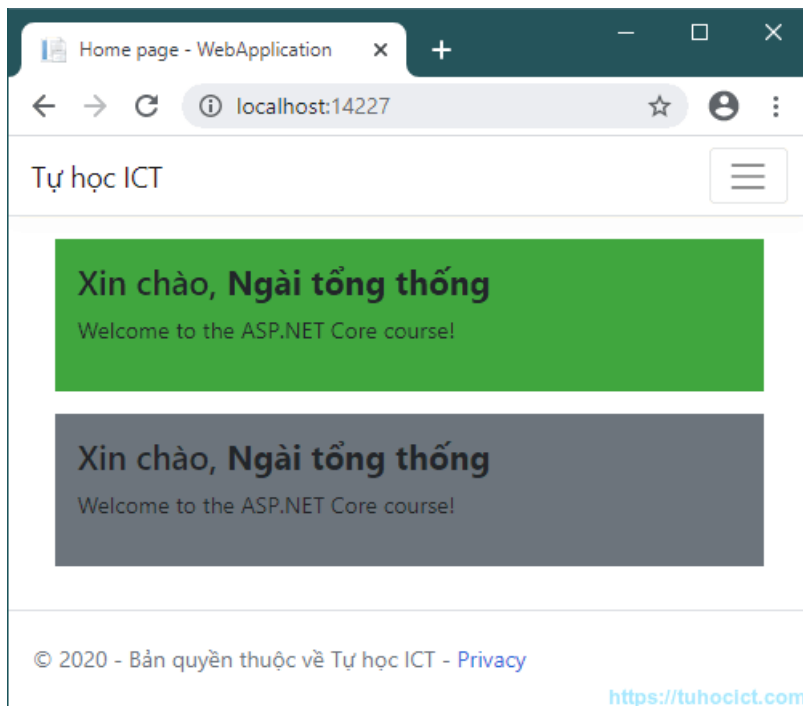 Home page - WebApplication
localhost:14227
Tự học ICT
Xin chào, Ngài tổng thống
Welcome to the ASP.NET Core course!
Xin chào, Ngài tổng thống
Welcome to the ASP.NET Core course!
© 2020 - Bản quyền thuộc về Tự học ICT - Privacy
https://tuhocict.com